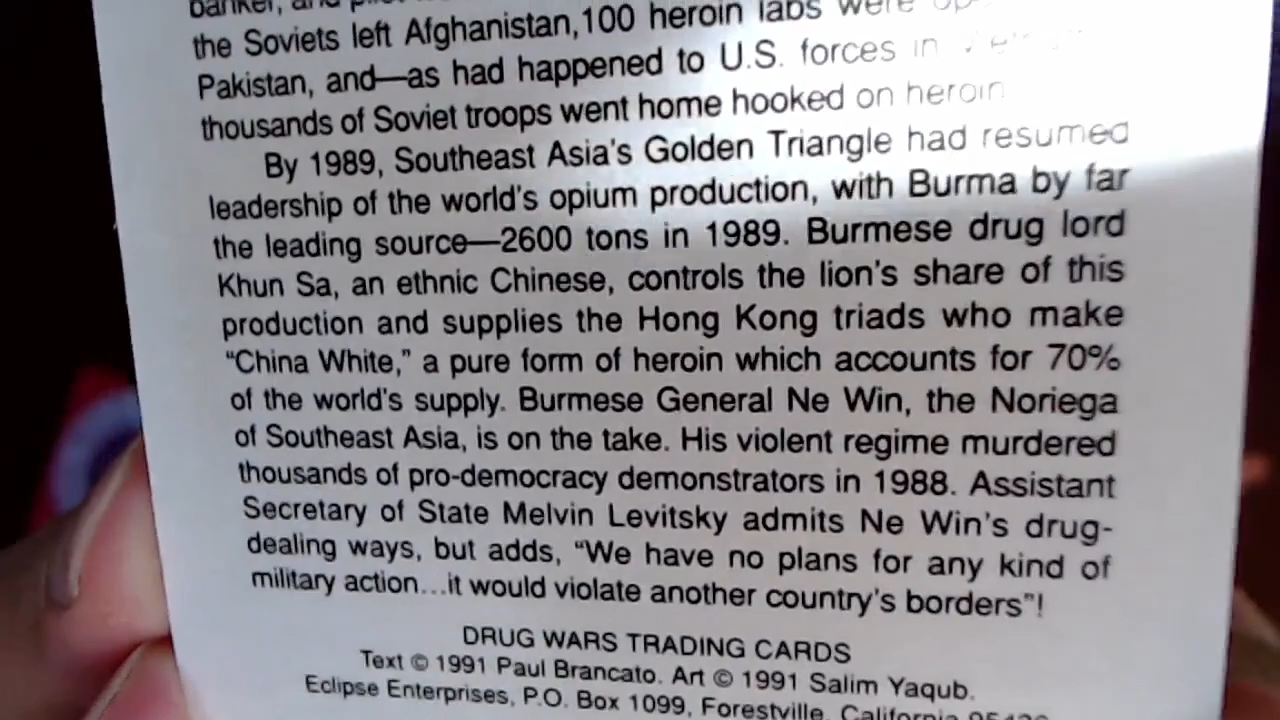 banker, and
the Soviets left Afghanistan,100 heroin labs were
Pakistan, and—as had happened to U.S. forces in
thousands of Soviet troops went home hooked on heroin
By 1989, Southeast Asia's Golden Triangle had resumed
leadership of the world's opium production, with Burma by far
the leading source—2600 tons in 1989. Burmese drug lord
Khun Sa, an ethnic Chinese, controls the lion's share of this
production and supplies the Hong Kong triads who make
“China White,” a pure form of heroin which accounts for 70%
of the world's supply. Burmese General Ne Win, the Noriega
of Southeast Asia, is on the take. His violent regime murdered
thousands of pro-democracy demonstrators in 1988. Assistant
Secretary of State Melvin Levitsky admits Ne Win's drug-
dealing ways, but adds, “We have no plans for any kind of
military action...it would violate another country's borders”!
DRUG WARS TRADING CARDS
Text © 1991 Paul Brancato. Art © 1991 Salim Yaqub.
Eclipse Enterprises, P.O. Box 1099, Forestville, California